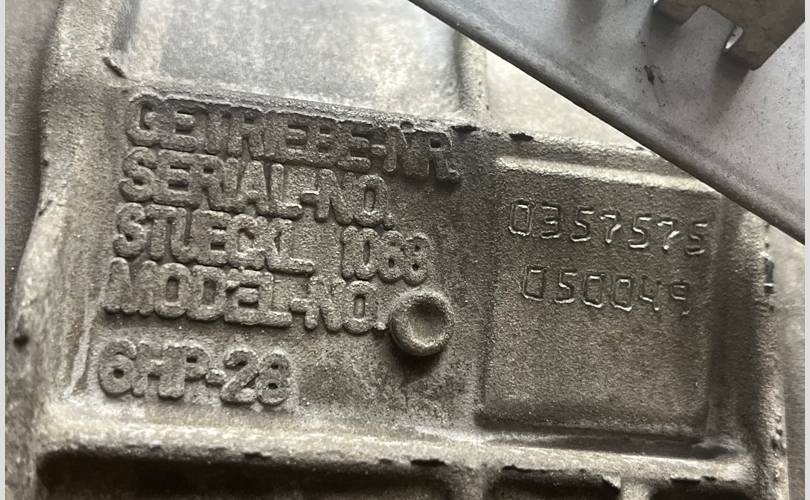 GETRIEBE-NR.
SERIAL-NO.
STUECKL. 1068
MODEL-NO.
6HP-28
0357575
050049